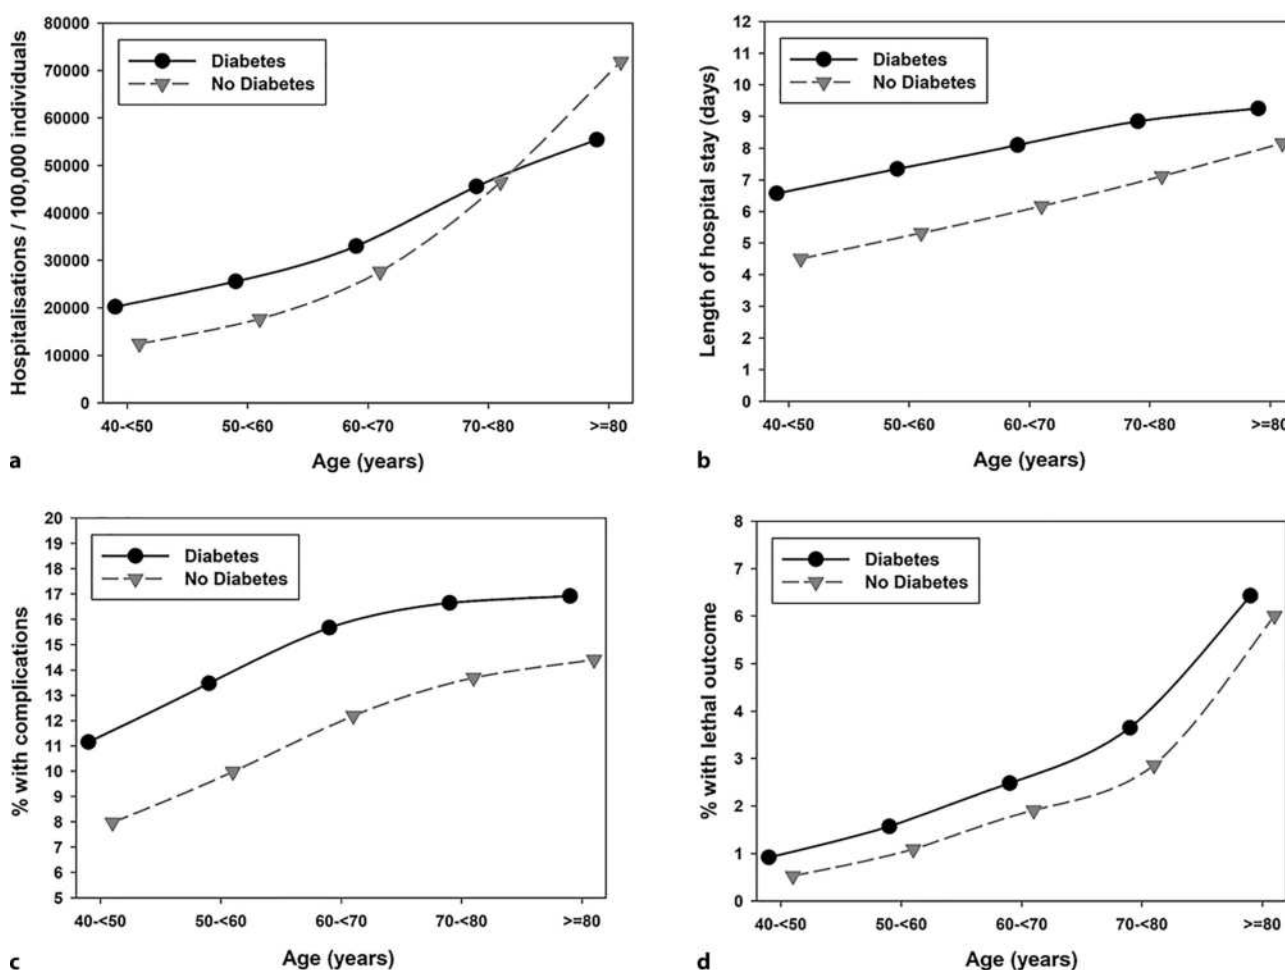 Hospitalisations / 100,000 individuals
80000
70000
60000
50000
40000
30000
20000
10000
0
Diabetes
No Diabetes
40-<50 50-<60 60-<70 70-<80 >=80
Age (years)
a
Length of hospital stay (days)
12
11
10
9
8
7
6
5
4
3
2
1
0
Diabetes
No Diabetes
40-<50 50-<60 60-<70 70-<80 >=80
Age (years)
b
% with complications
20
19
18
17
16
15
14
13
12
11
10
9
8
7
6
5
Diabetes
No Diabetes
40-<50 50-<60 60-<70 70-<80 >=80
Age (years)
c
% with lethal outcome
8
7
6
5
4
3
2
1
0
Diabetes
No Diabetes
40-<50 50-<60 60-<70 70-<80 >=80
Age (years)
d